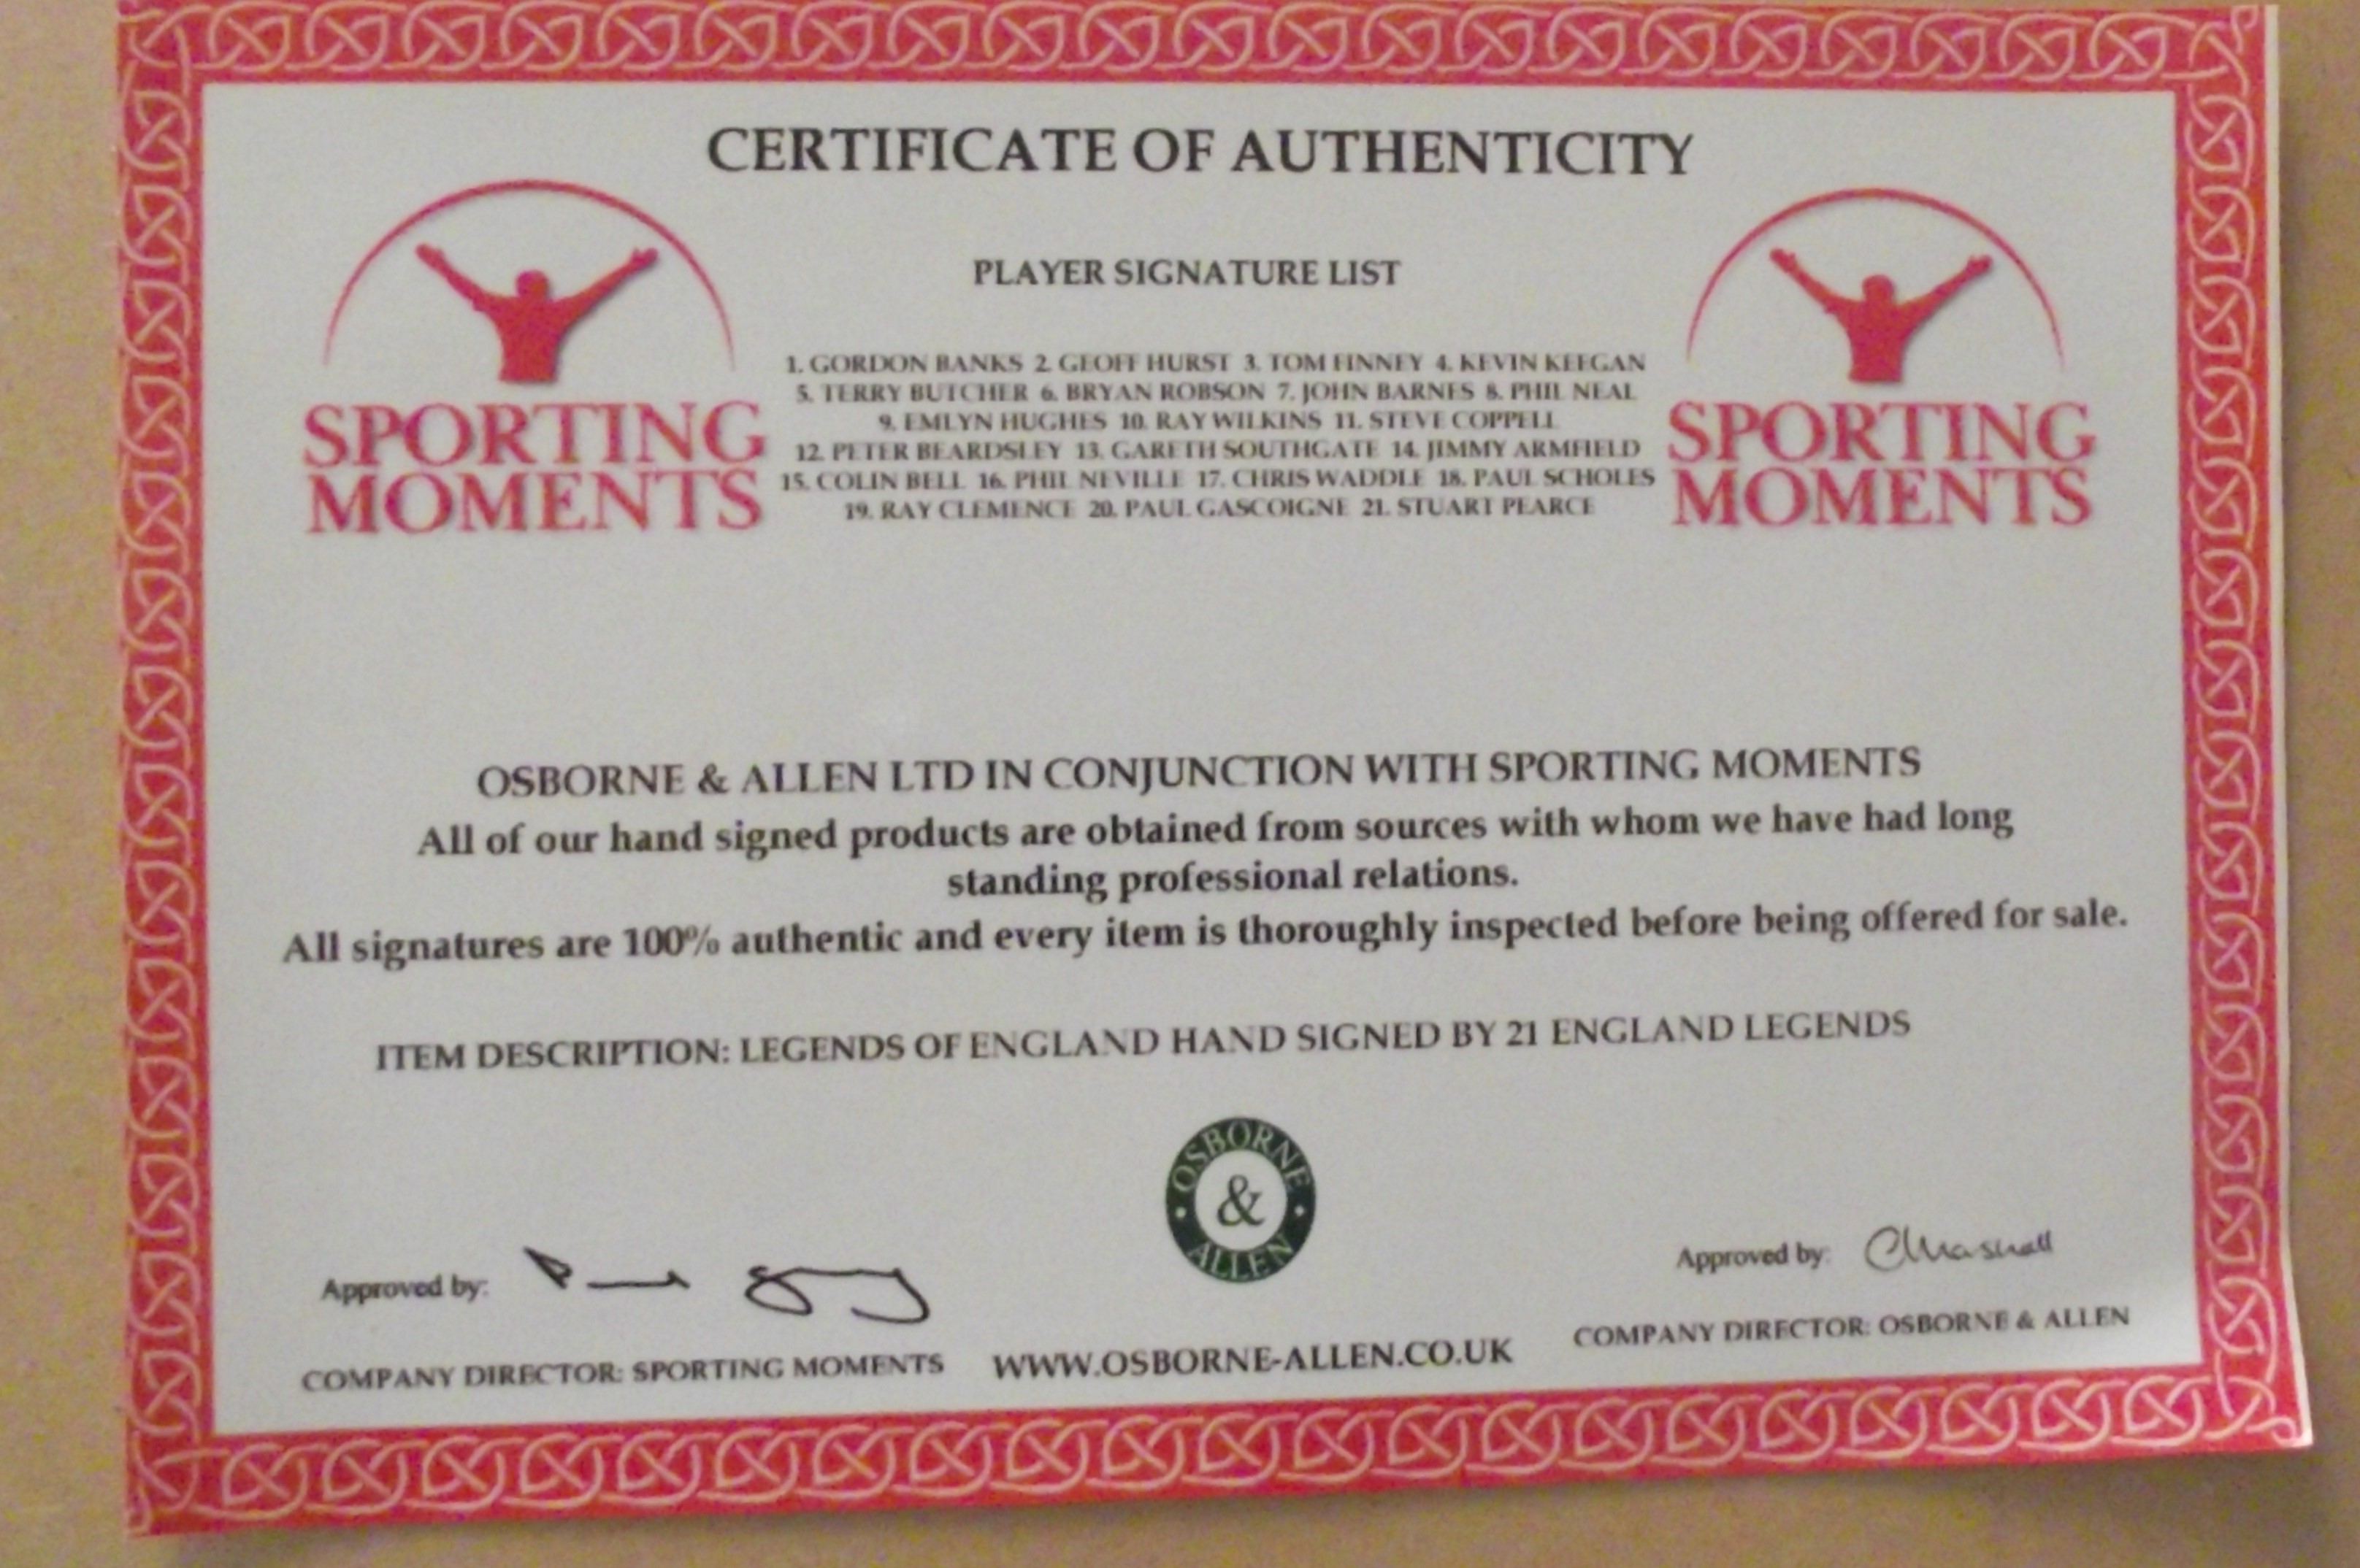 CERTIFICATE OF AUTHENTICITY
SPORTING
MOMENTS
PLAYER SIGNATURE LIST
1. GORDON BANKS 2. GEOFF HURST 3. TOM FINNEY 4. KEVIN KEEGAN
5. TERRY BUTCHER 6. BRYAN ROBSON 7. JOHN BARNES 8. PHIL NEAL
9. EMLYN HUGHES 10. RAY WILKINS 11. STEVE COPPELL
12. PETER BEARDSLEY 13. GARETH SOUTHGATE 14. JIMMY ARMFIELD
15. COLIN BELL 16. PHIL NEVILLE 17. CHRIS WADDLE 18. PAUL SCHOLES
19. RAY CLEMENCE 20. PAUL GASCOIGNE 21. STUART PEARCE
SPORTING
MOMENTS
OSBORNE & ALLEN LTD IN CONJUNCTION WITH SPORTING MOMENTS
All of our hand signed products are obtained from sources with whom we have had long
standing professional relations.
All signatures are 100% authentic and every item is thoroughly inspected before being offered for sale.
ITEM DESCRIPTION: LEGENDS OF ENGLAND HAND SIGNED BY 21 ENGLAND LEGENDS
OSBORNE
&
ALLEN
Approved by:
COMPANY DIRECTOR: SPORTING MOMENTS
WWW.OSBORNE-ALLEN.CO.UK
Approved by: CMarshall
COMPANY DIRECTOR: OSBORNE & ALLEN